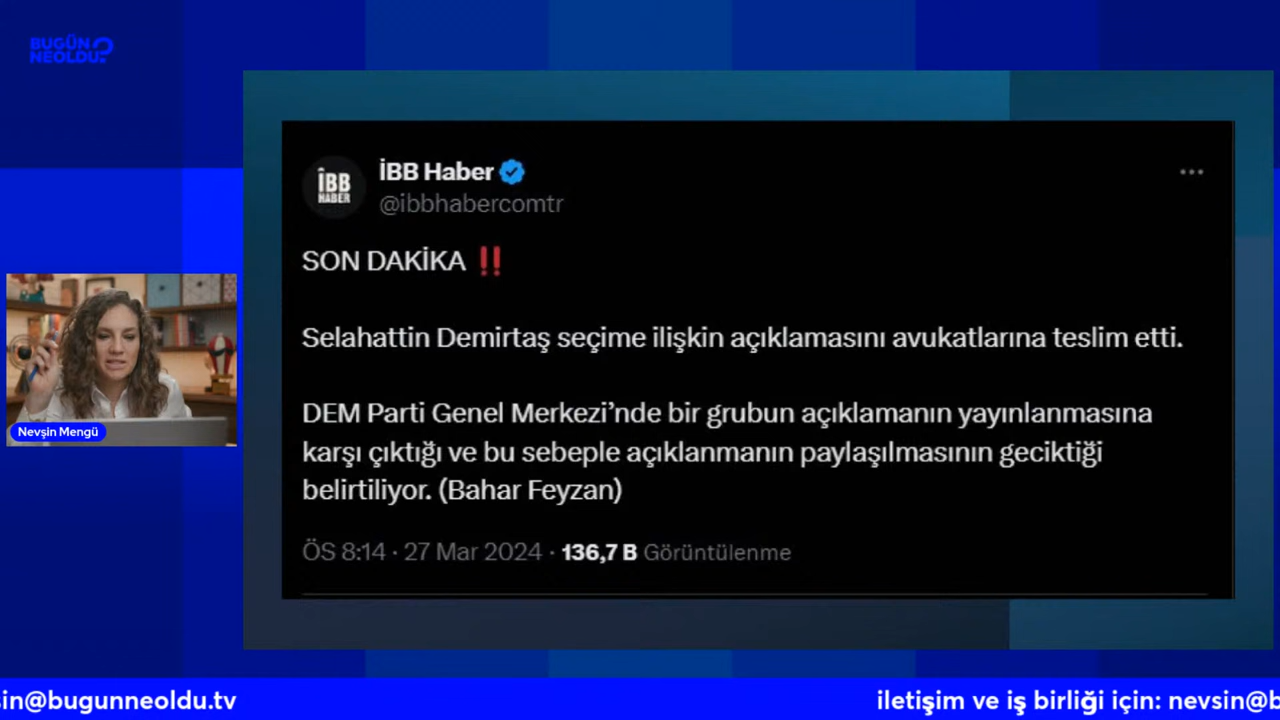 BUGÜN
NEOLDU?
İBB Haber
@ibbhabercomtr
İBB
HABER
SON DAKİKA ‼️
Selahattin Demirtaş seçime ilişkin açıklamasını avukatlarına teslim etti.
DEM Parti Genel Merkezi’nde bir grubun açıklamanın yayınlanmasına
karşı çıktığı ve bu sebeple açıklanmanın paylaşılmasının geciktiği
belirtiliyor. (Bahar Feyzan)
ÖS 8:14 · 27 Mar 2024 · 136,7 B Görüntülenme
Nevşin Mengü
sin@bugunneoldu.tv
iletişim ve iş birliği için: nevsin@b